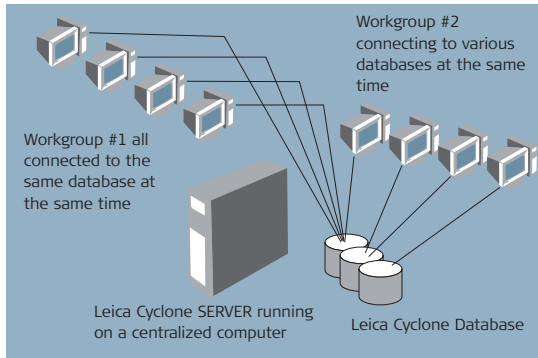 Workgroup #2
connecting to various
databases at the same
time
Workgroup #1 all
connected to the
same database at
the same time
Leica Cyclone SERVER running
on a centralized computer
Leica Cyclone Database